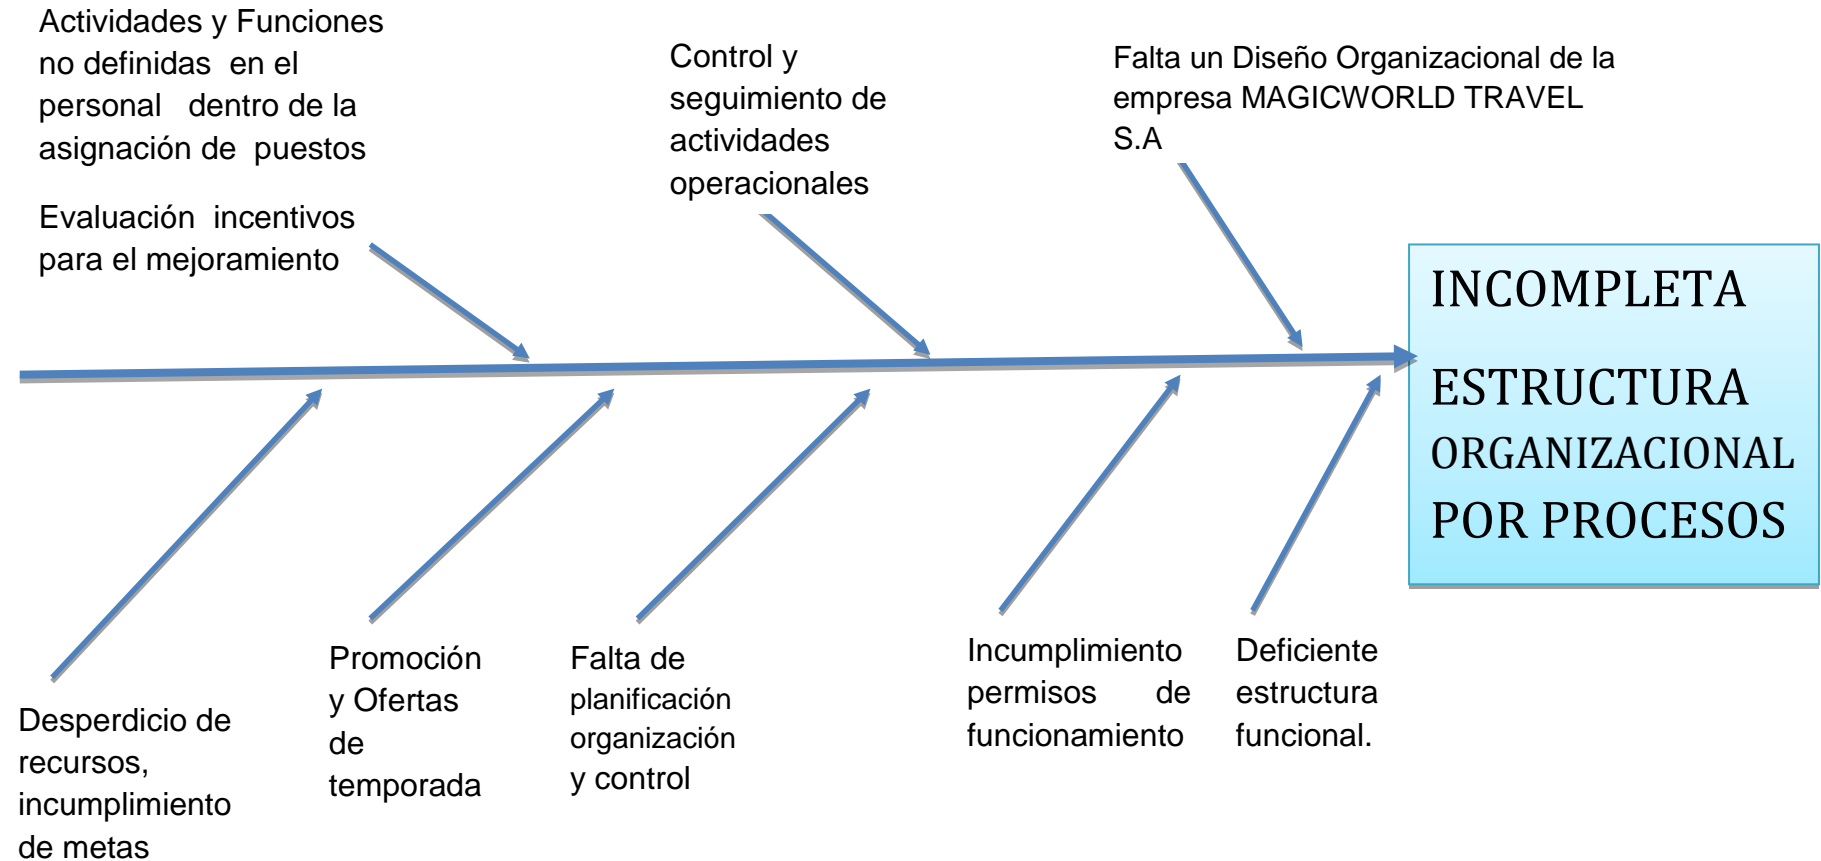 Actividades y Funciones
no definidas en el
personal dentro de la
asignación de puestos
Evaluación incentivos
para el mejoramiento
Control y
seguimiento de
actividades
operacionales
Falta un Diseño Organizacional de la
empresa MAGICWORLD TRAVEL
S.A
INCOMPLETA
ESTRUCTURA
ORGANIZACIONAL
POR PROCESOS
Desperdicio de
recursos,
incumplimiento
de metas
Promoción
y Ofertas
de
temporada
Falta de
planificación
organización
y control
Incumplimiento
permisos de
funcionamiento
Deficiente
estructura
funcional.